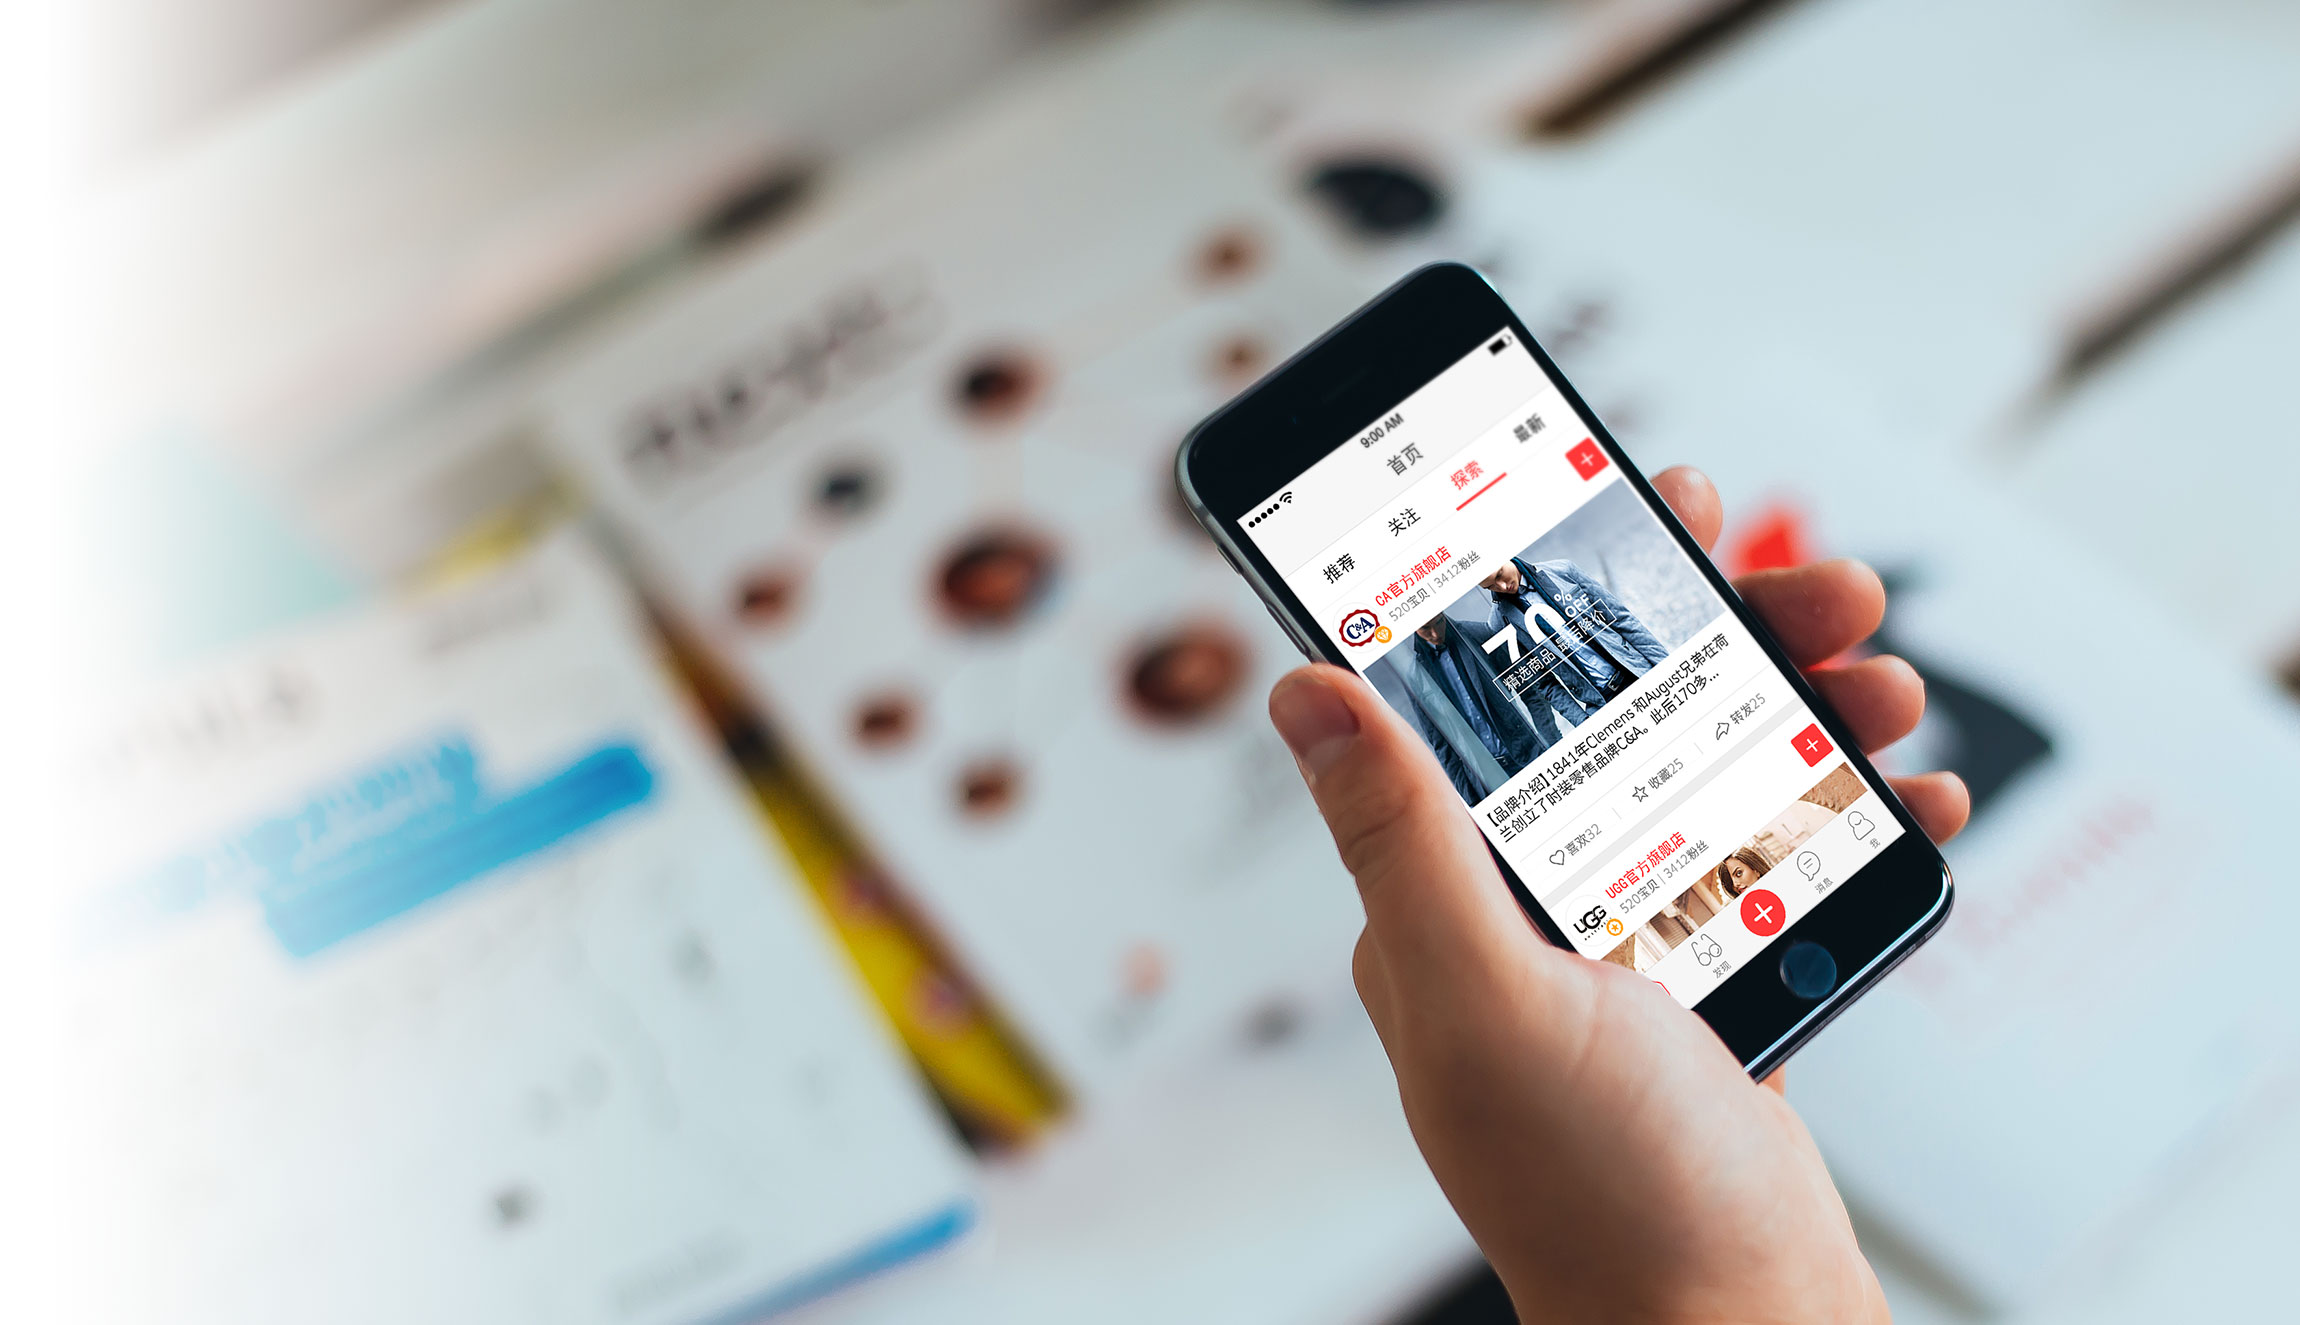 9:00 AM
首页
推荐 关注 探索 最新
C&A
CA官方旗舰店
520宝贝 | 3412粉丝
70% OFF
精选商品 最后降价
【品牌介绍】1841年Clemens 和August兄弟在荷
兰创立了时装零售品牌C&A。此后170多...
喜欢32 收藏25 转发25
UGG
UGG官方旗舰店
520宝贝 | 3412粉丝
发现 消息 我